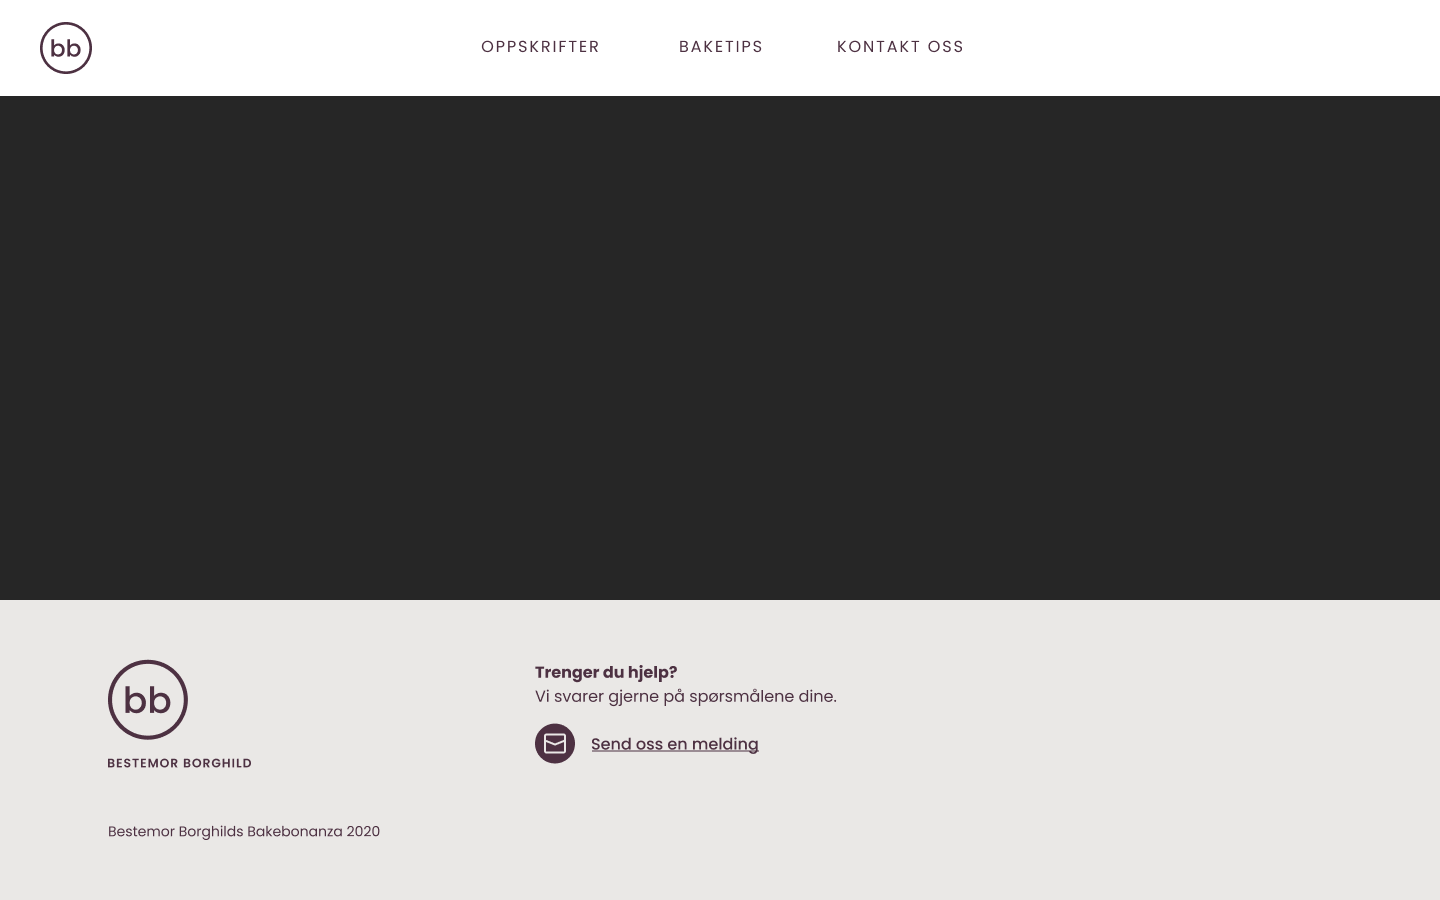 bb
OPPSKRIFTER
BAKETIPS
KONTAKT OSS
bb
BESTEMOR BORGHILD
Bestemor Borghilds Bakebonanza 2020
Trenger du hjelp?
Vi svarer gjerne på spørsmålene dine.
Send oss en melding